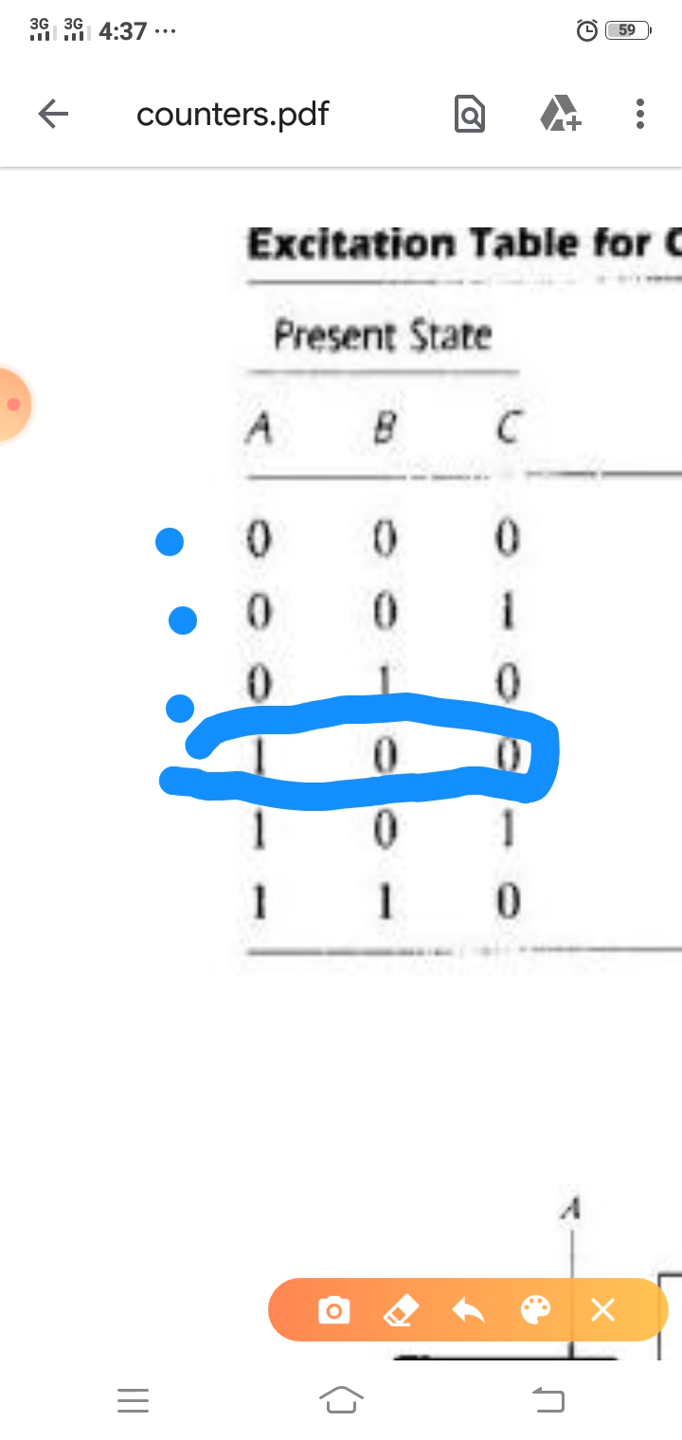 3G 3G 4:37 ... 59
counters.pdf
Excitation Table for
Present State
A B C
0 0 0
0 0 1
0 1 0
1 0 0
1 0 1
1 1 0
A